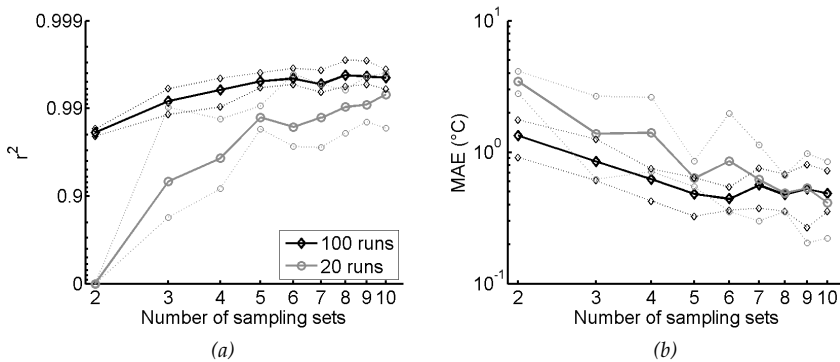 0.999
0.99
0.9
0
r²
2 3 4 5 6 7 8 9 10
Number of sampling sets
100 runs
20 runs
(a)
10¹
10⁰
10⁻¹
MAE (°C)
2 3 4 5 6 7 8 9 10
Number of sampling sets
(b)